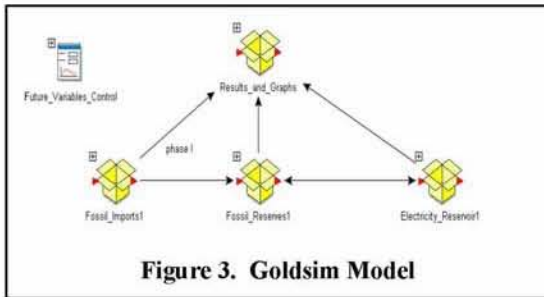 Results_and_Graphs
Future_Variables_Control
phase I
Fossil_Imports1
Fossil_Reserves1
Electricity_Reservoir1
Figure 3. Goldsim Model